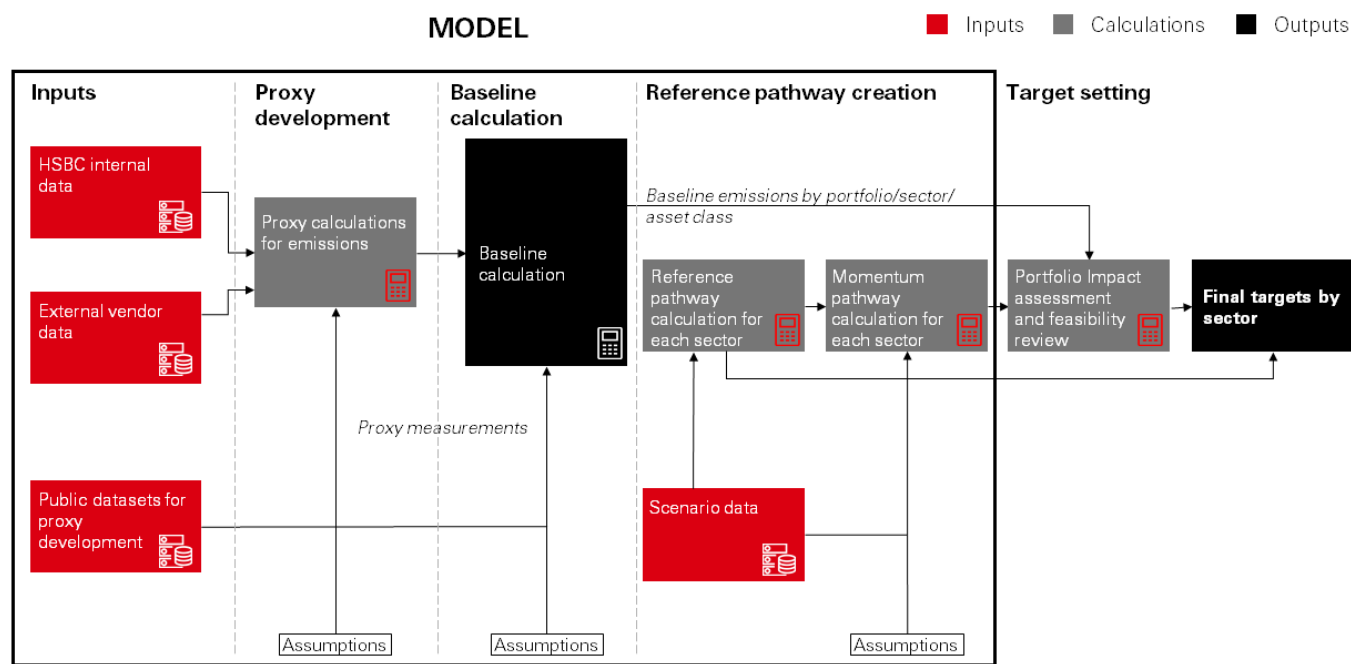 MODEL
Inputs
Calculations
Outputs
Inputs
Proxy
development
Baseline
calculation
Reference pathway creation
Target setting
HSBC internal
data
External vendor
data
Public datasets for
proxy
development
Proxy calculations
for emissions
Proxy measurements
Baseline
calculation
Baseline emissions by portfolio/sector/
asset class
Reference
pathway
calculation for
each sector
Momentum
pathway
calculation for
each sector
Scenario data
Portfolio Impact
assessment
and feasibility
review
Final targets by
sector
Assumptions
Assumptions
Assumptions